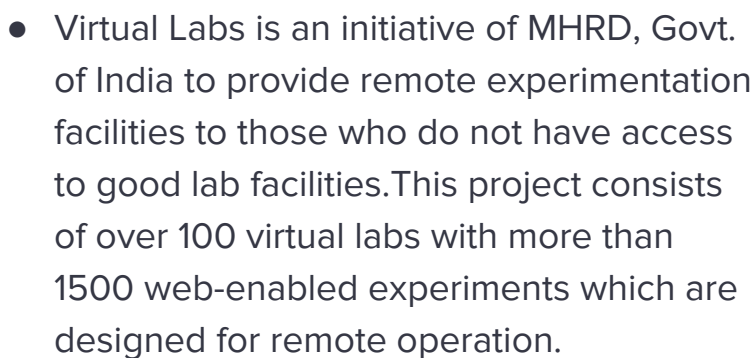 ● Virtual Labs is an initiative of MHRD, Govt.
of India to provide remote experimentation
facilities to those who do not have access
to good lab facilities.This project consists
of over 100 virtual labs with more than
1500 web-enabled experiments which are
designed for remote operation.